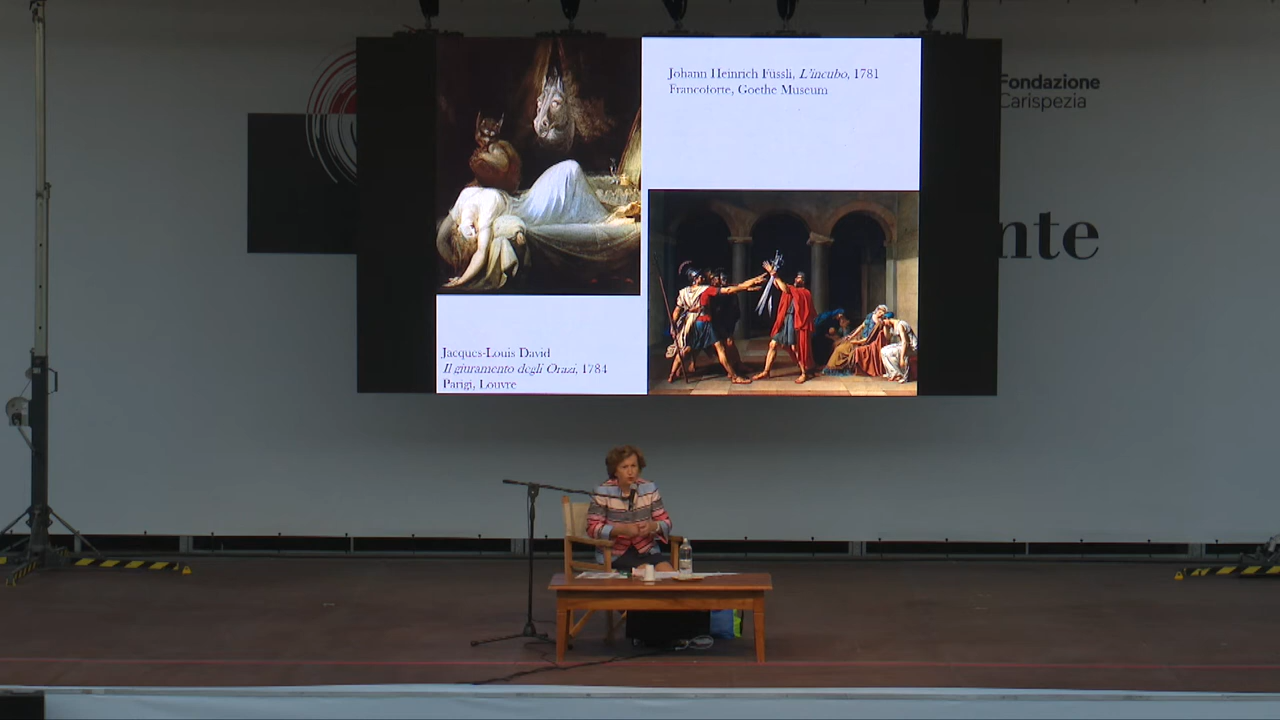 Johann Heinrich Füssli, L'incubo, 1781
Francoforte, Goethe Museum
Jacques-Louis David
Il giuramento degli Orazi, 1784
Parigi, Louvre
Fondazione
Carispezia
nte